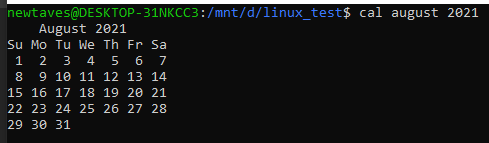 newtaves@DESKTOP-31NKCC3:/mnt/d/linux_test$ cal august 2021
    August 2021
Su Mo Tu We Th Fr Sa
 1  2  3  4  5  6  7
 8  9 10 11 12 13 14
15 16 17 18 19 20 21
22 23 24 25 26 27 28
29 30 31